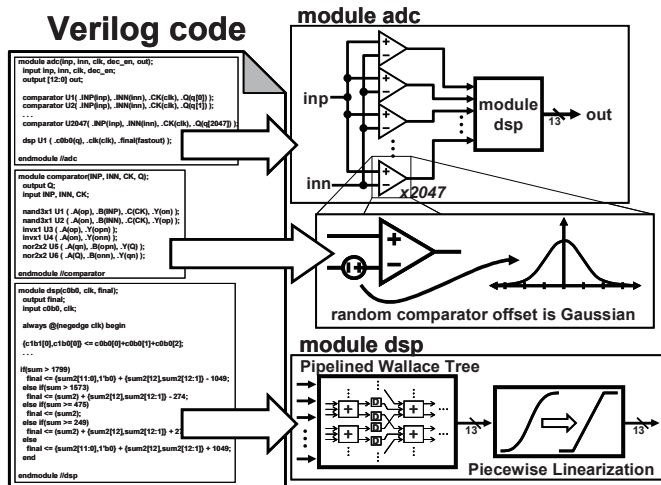 Verilog code
module adc(inp, inn, clk, dec_en, out);
input inp, inn, clk, dec_en;
output [12:0] out;
comparator U1( .INP(inp), .INN(inn), .CK(clk), .Q(q[0]) );
comparator U2( .INP(inp), .INN(inn), .CK(clk), .Q(q[1]) );
. . .
comparator U2047( .INP(inp), .INN(inn), .CK(clk), .Q(q[2047]) );
dsp U1 ( .c0b0(q), .clk(clk), .final(fastout) );
endmodule //adc
module comparator(INP, INN, CK, Q);
output Q;
input INP, INN, CK;
nand3x1 U1 ( .A(op), .B(INP), .C(CK), .Y(on) );
nand3x1 U2 ( .A(on), .B(INN), .C(CK), .Y(op) );
invx1 U3 ( .A(op), .Y(opn) );
invx1 U4 ( .A(on), .Y(onn) );
nor2x2 U5 ( .A(qn), .B(opn), .Y(Q) );
nor2x2 U6 ( .A(Q), .B(onn), .Y(qn) );
endmodule //comparator
module dsp(c0b0, clk, final);
output final;
input c0b0, clk;
always @(negedge clk) begin
{c1b1[0],c1b0[0]} <= c0b0[0]+c0b0[1]+c0b0[2];
. . .
if(sum > 1799)
final <= {sum2[11:0],1'b0} + {sum2[12],sum2[12:1]} - 1049;
else if(sum > 1573)
final <= (sum2) + {sum2[12],sum2[12:1]} - 274;
else if(sum >= 475)
final <= (sum2);
else if(sum >= 249)
final <= (sum2) + {sum2[12],sum2[12:1]} + 27
else
final <= {sum2[11:0],1'b0} + {sum2[12],sum2[12:1]} + 1049;
end
endmodule //dsp
module adc
inp
inn
module
dsp
13
out
x2047
random comparator offset is Gaussian
module dsp
Pipelined Wallace Tree
D
D
D
D
13
13
Piecewise Linearization